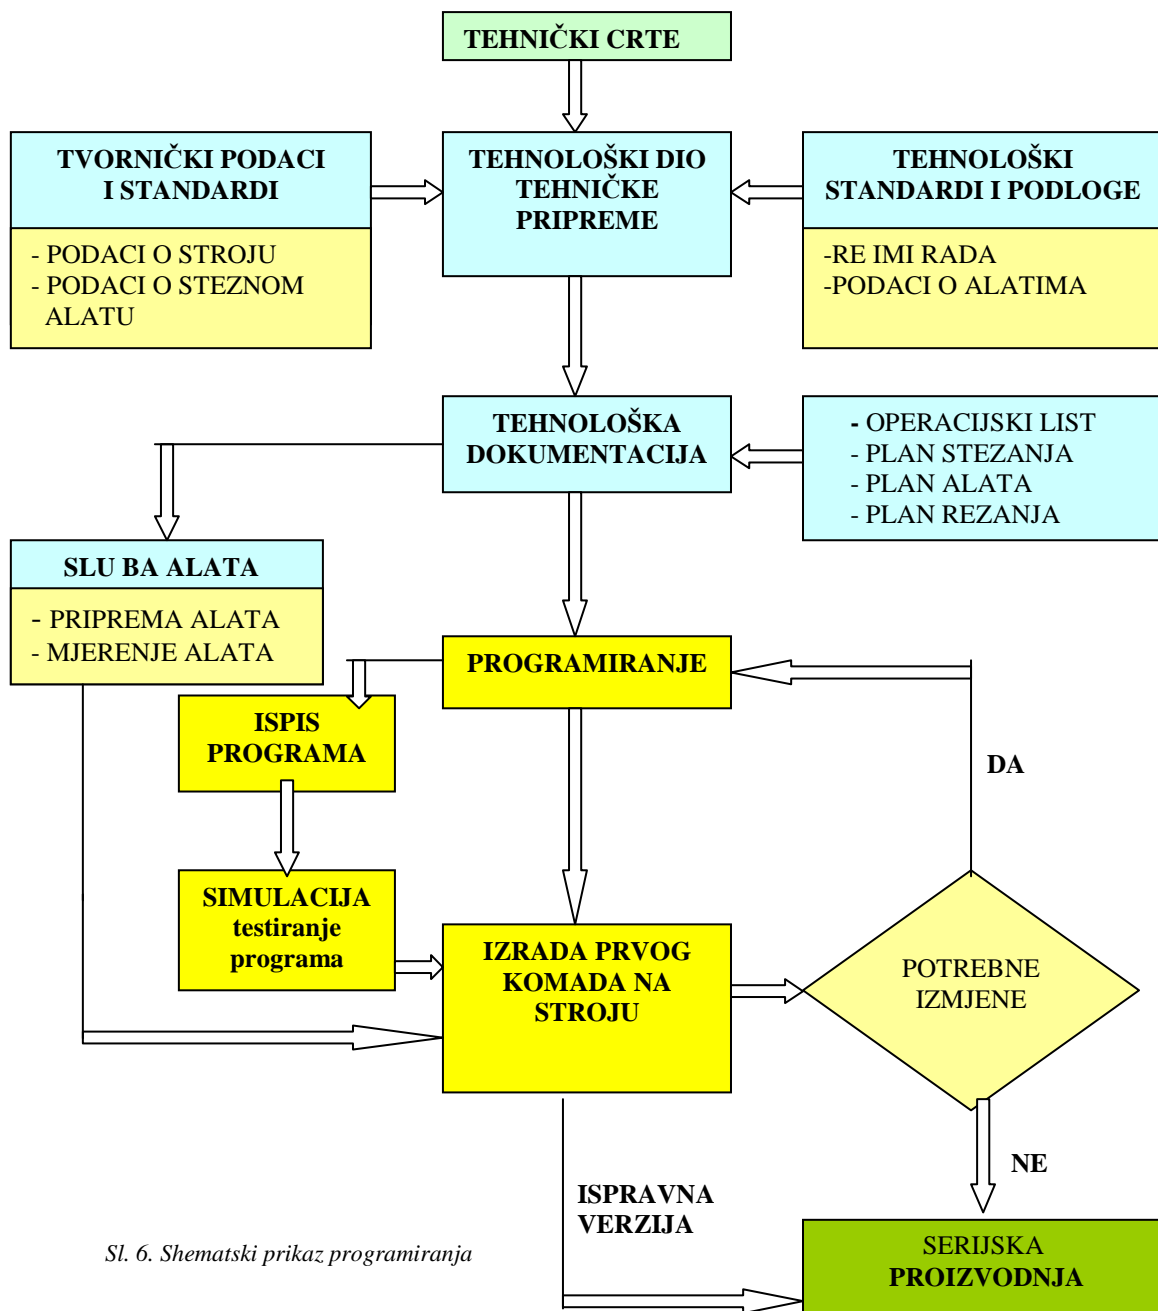 TEHNIČKI CRTE
TVORNIČKI PODACI
I STANDARDI
- PODACI O STROJU
- PODACI O STEZNOM
ALATU
TEHNOLOŠKI DIO
TEHNIČKE
PRIPREME
TEHNOLOŠKI
STANDARDI I PODLOGE
-RE IMI RADA
-PODACI O ALATIMA
TEHNOLOŠKA
DOKUMENTACIJA
- OPERACIJSKI LIST
- PLAN STEZANJA
- PLAN ALATA
- PLAN REZANJA
SLU BA ALATA
- PRIPREMA ALATA
- MJERENJE ALATA
PROGRAMIRANJE
ISPIS
PROGRAMA
DA
SIMULACIJA
testiranje
programa
IZRADA PRVOG
KOMADA NA
STROJU
POTREBNE
IZMJENE
NE
ISPRAVNA
VERZIJA
SERIJSKA
PROIZVODNJA
Sl. 6. Shematski prikaz programiranja